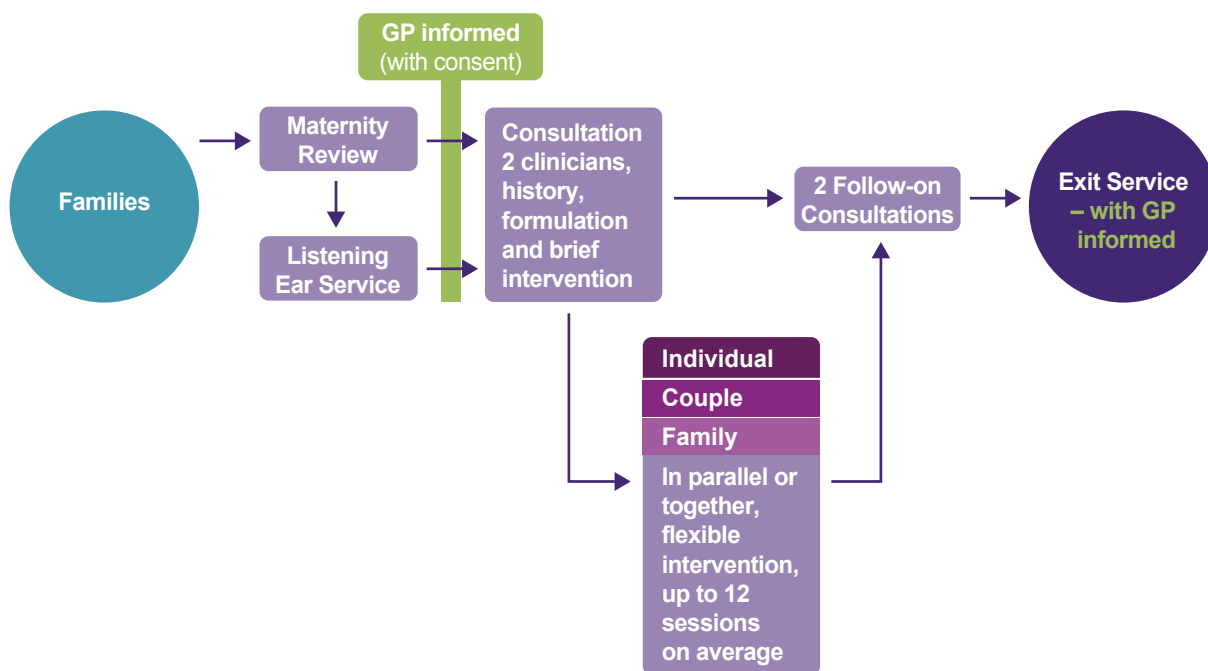 GP informed
(with consent)
Families
Maternity
Review
Listening
Ear Service
Consultation
2 clinicians,
history,
formulation
and brief
intervention
2 Follow-on
Consultations
Exit Service
– with GP
informed
Individual
Couple
Family
In parallel or
together,
flexible
intervention,
up to 12
sessions
on average